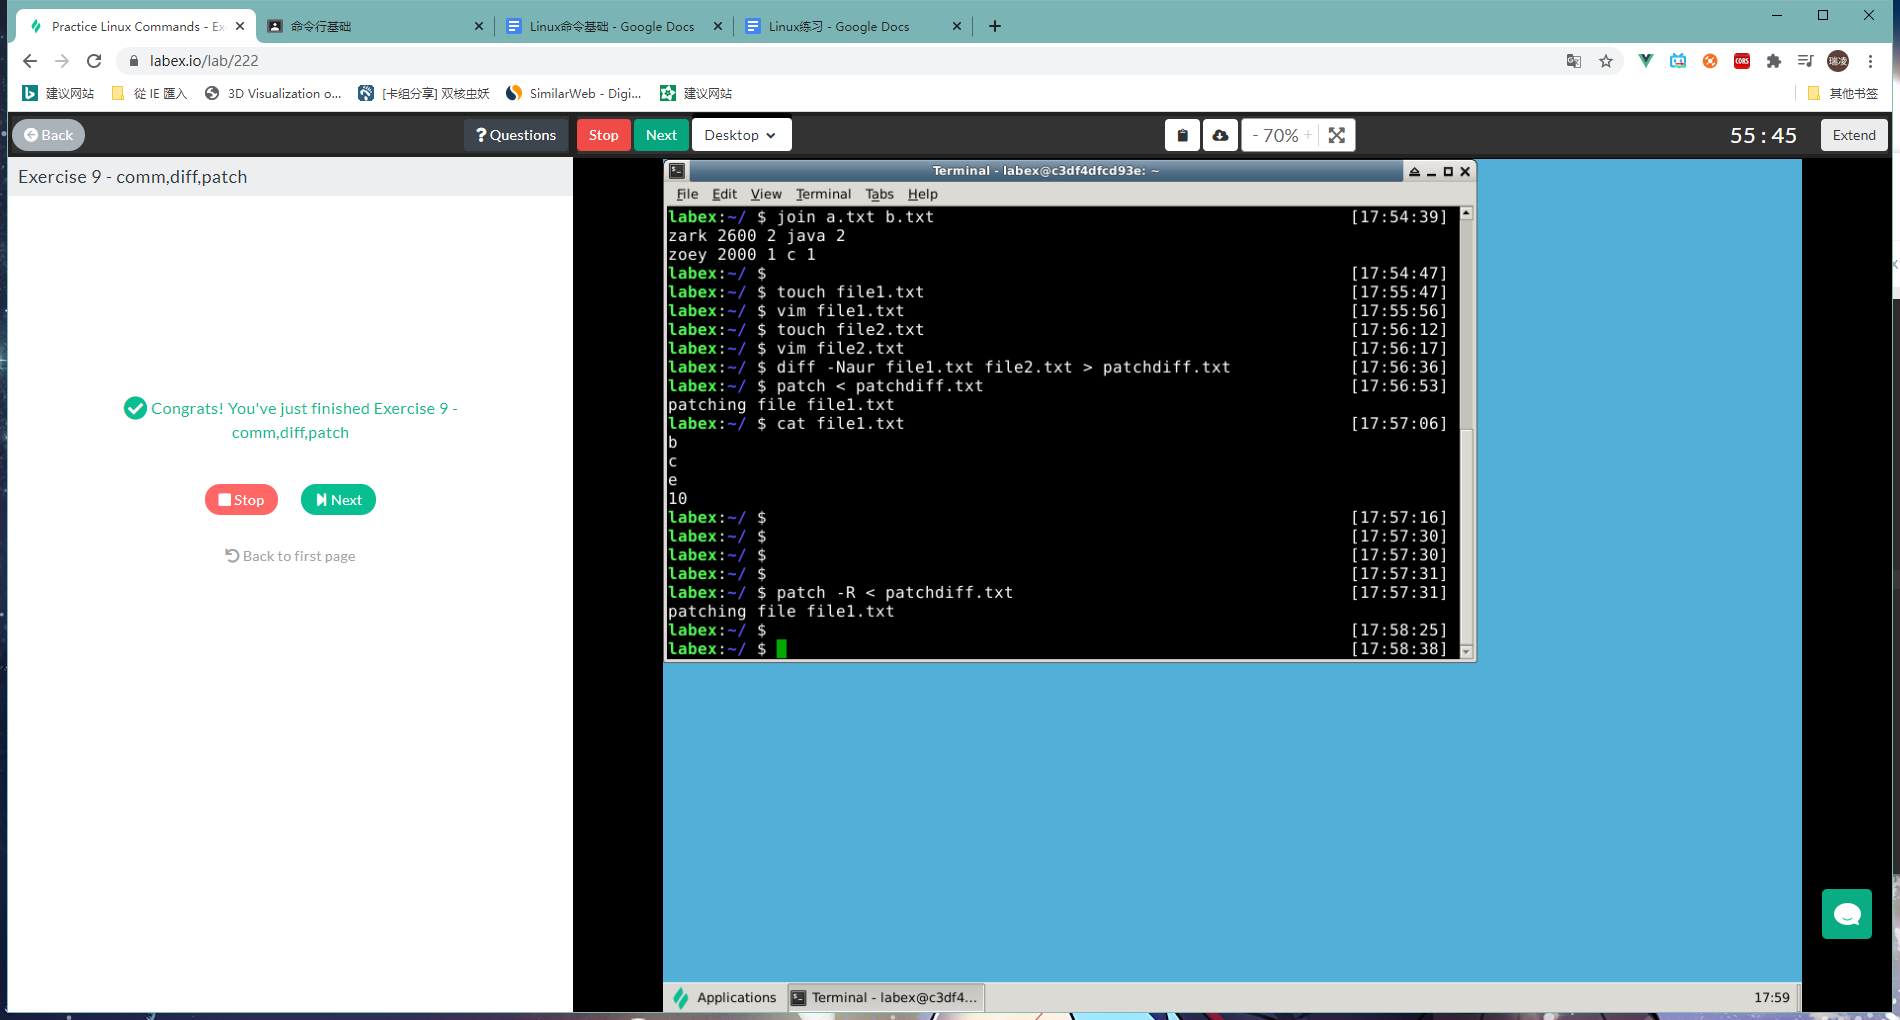 Practice Linux Commands - Ex
命令行基础
Linux命令基础 - Google Docs
Linux练习 - Google Docs
labex.io/lab/222
CORS
瑞凌
建议网站
從 IE 匯入
3D Visualization o...
[卡组分享] 双核虫妖
SimilarWeb - Digi...
建议网站
其他书签
Back
? Questions
Stop
Next
Desktop
- 70% +
55 : 45
Extend
Exercise 9 - comm,diff,patch
Congrats! You've just finished Exercise 9 -
comm,diff,patch
Stop
Next
Back to first page
Terminal - labex@c3df4dfcd93e: ~
File Edit View Terminal Tabs Help
labex:~/ $ join a.txt b.txt [17:54:39]
zark 2600 2 java 2
zoey 2000 1 c 1
labex:~/ $ [17:54:47]
labex:~/ $ touch file1.txt [17:55:47]
labex:~/ $ vim file1.txt [17:55:56]
labex:~/ $ touch file2.txt [17:56:12]
labex:~/ $ vim file2.txt [17:56:17]
labex:~/ $ diff -Naur file1.txt file2.txt > patchdiff.txt [17:56:36]
labex:~/ $ patch < patchdiff.txt [17:56:53]
patching file file1.txt
labex:~/ $ cat file1.txt [17:57:06]
b
c
e
10
labex:~/ $ [17:57:16]
labex:~/ $ [17:57:30]
labex:~/ $ [17:57:30]
labex:~/ $ [17:57:31]
labex:~/ $ patch -R < patchdiff.txt [17:57:31]
patching file file1.txt
labex:~/ $ [17:58:25]
labex:~/ $ [17:58:38]
Applications
Terminal - labex@c3df4...
17:59